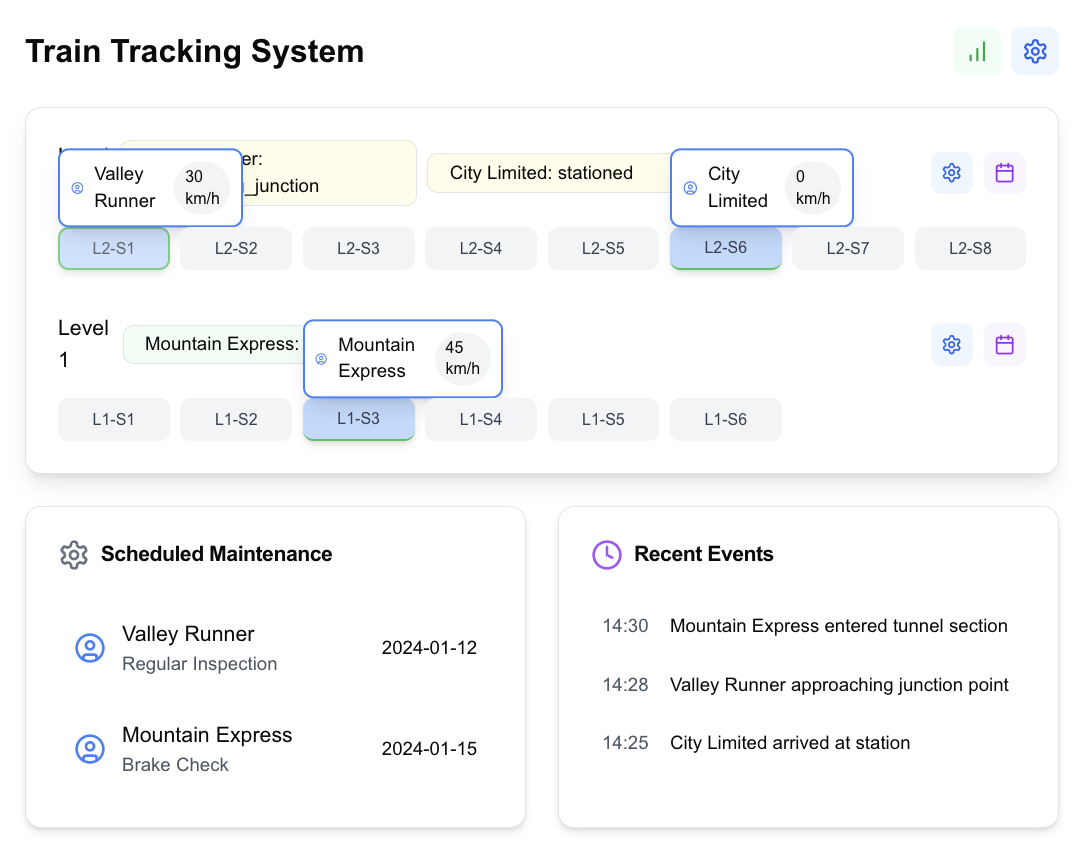 Train Tracking System
er:
_junction
City Limited: stationed
Valley
Runner
30
km/h
City
Limited
0
km/h
L2-S1
L2-S2
L2-S3
L2-S4
L2-S5
L2-S6
L2-S7
L2-S8
Level
1
Mountain Express:
Mountain
Express
45
km/h
L1-S1
L1-S2
L1-S3
L1-S4
L1-S5
L1-S6
Scheduled Maintenance
Valley Runner
Regular Inspection
2024-01-12
Mountain Express
Brake Check
2024-01-15
Recent Events
14:30 Mountain Express entered tunnel section
14:28 Valley Runner approaching junction point
14:25 City Limited arrived at station